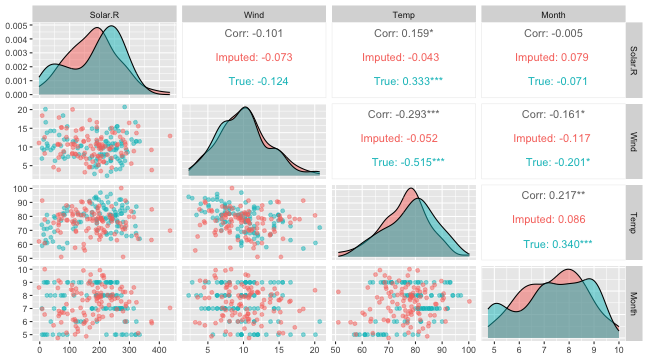 Solar.R Wind Temp Month
0.005
0.004
0.003
0.002
0.001
0.000
Corr: -0.101
Imputed: -0.073
True: -0.124
Corr: 0.159*
Imputed: -0.043
True: 0.333***
Corr: -0.005
Imputed: 0.079
True: -0.071
Solar.R
20
15
10
5
Corr: -0.293***
Imputed: -0.052
True: -0.515***
Corr: -0.161*
Imputed: -0.117
True: -0.201*
Wind
100
90
80
70
60
50
Corr: 0.217**
Imputed: 0.086
True: 0.340***
Temp
10
9
8
7
6
5
Month
0 100 200 300 400
5 10 15 20
50 60 70 80 90 100
5 6 7 8 9 10